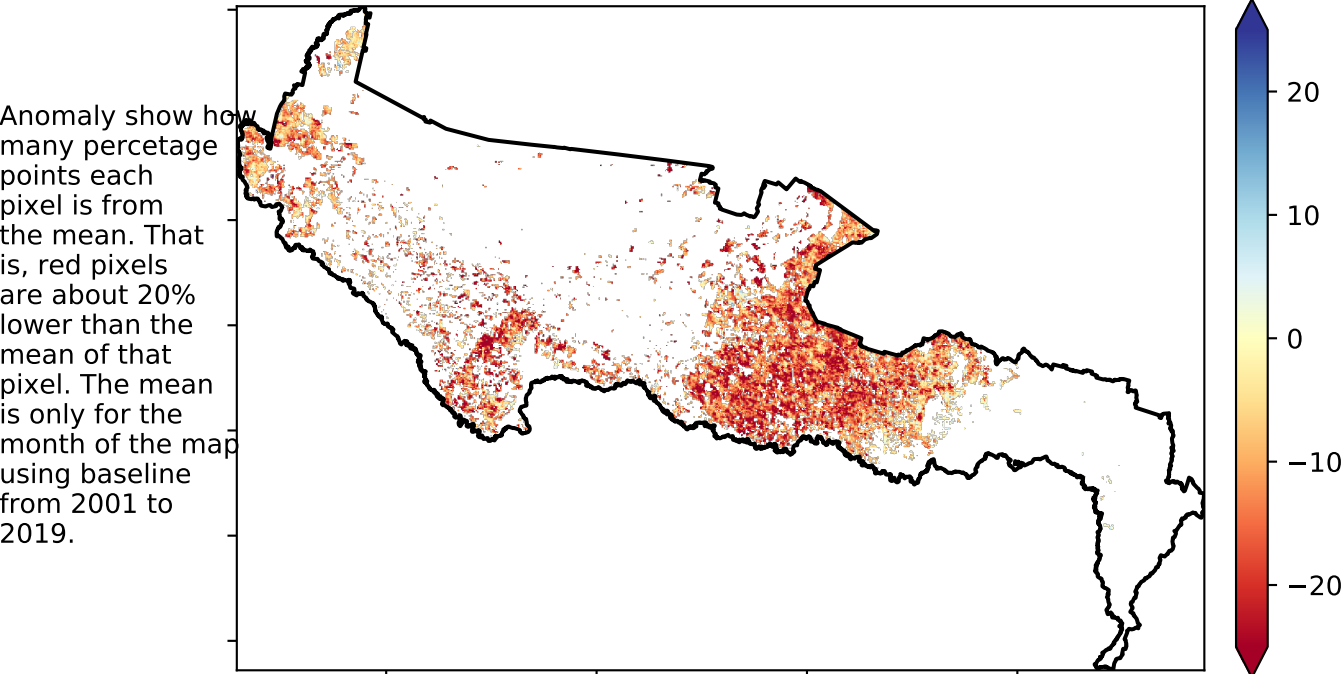 Anomaly show how
many percetage
points each
pixel is from
the mean. That
is, red pixels
are about 20%
lower than the
mean of that
pixel. The mean
is only for the
month of the map
using baseline
from 2001 to
2019.
20
10
0
−10
−20